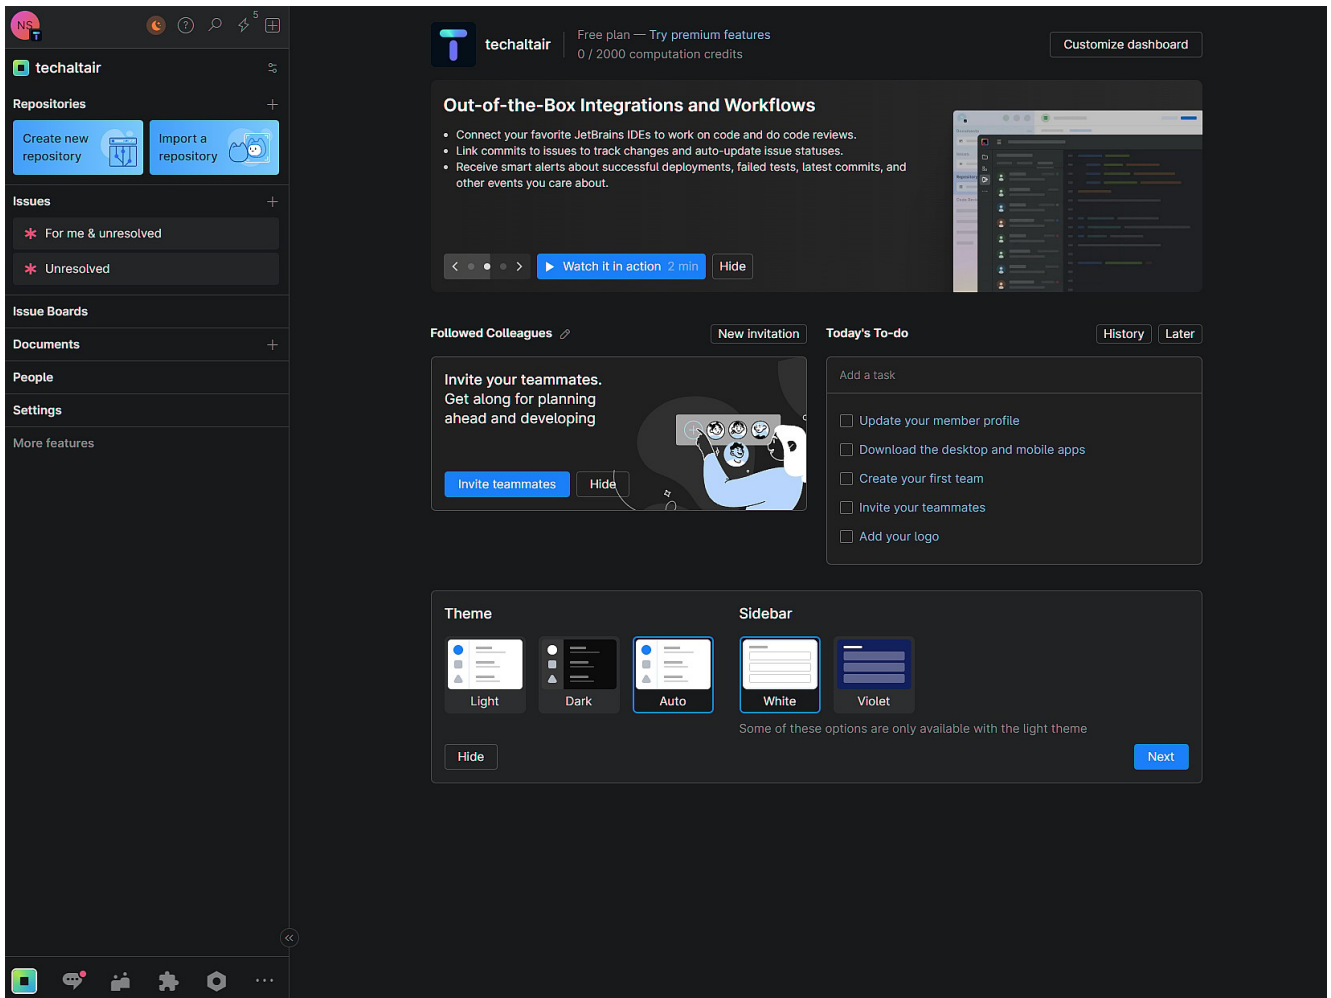 NS
5
techaltair
Repositories
Create new
repository
Import a
repository
Issues
For me & unresolved
Unresolved
Issue Boards
Documents
People
Settings
More features
techaltair
Free plan — Try premium features
0 / 2000 computation credits
Customize dashboard
Out-of-the-Box Integrations and Workflows
• Connect your favorite JetBrains IDEs to work on code and do code reviews.
• Link commits to issues to track changes and auto-update issue statuses.
• Receive smart alerts about successful deployments, failed tests, latest commits, and
other events you care about.
Watch it in action 2 min
Hide
Followed Colleagues
New invitation
Invite your teammates.
Get along for planning
ahead and developing
Invite teammates
Hide
Today's To-do
History
Later
Add a task
Update your member profile
Download the desktop and mobile apps
Create your first team
Invite your teammates
Add your logo
Theme
Light
Dark
Auto
Sidebar
White
Violet
Some of these options are only available with the light theme
Hide
Next